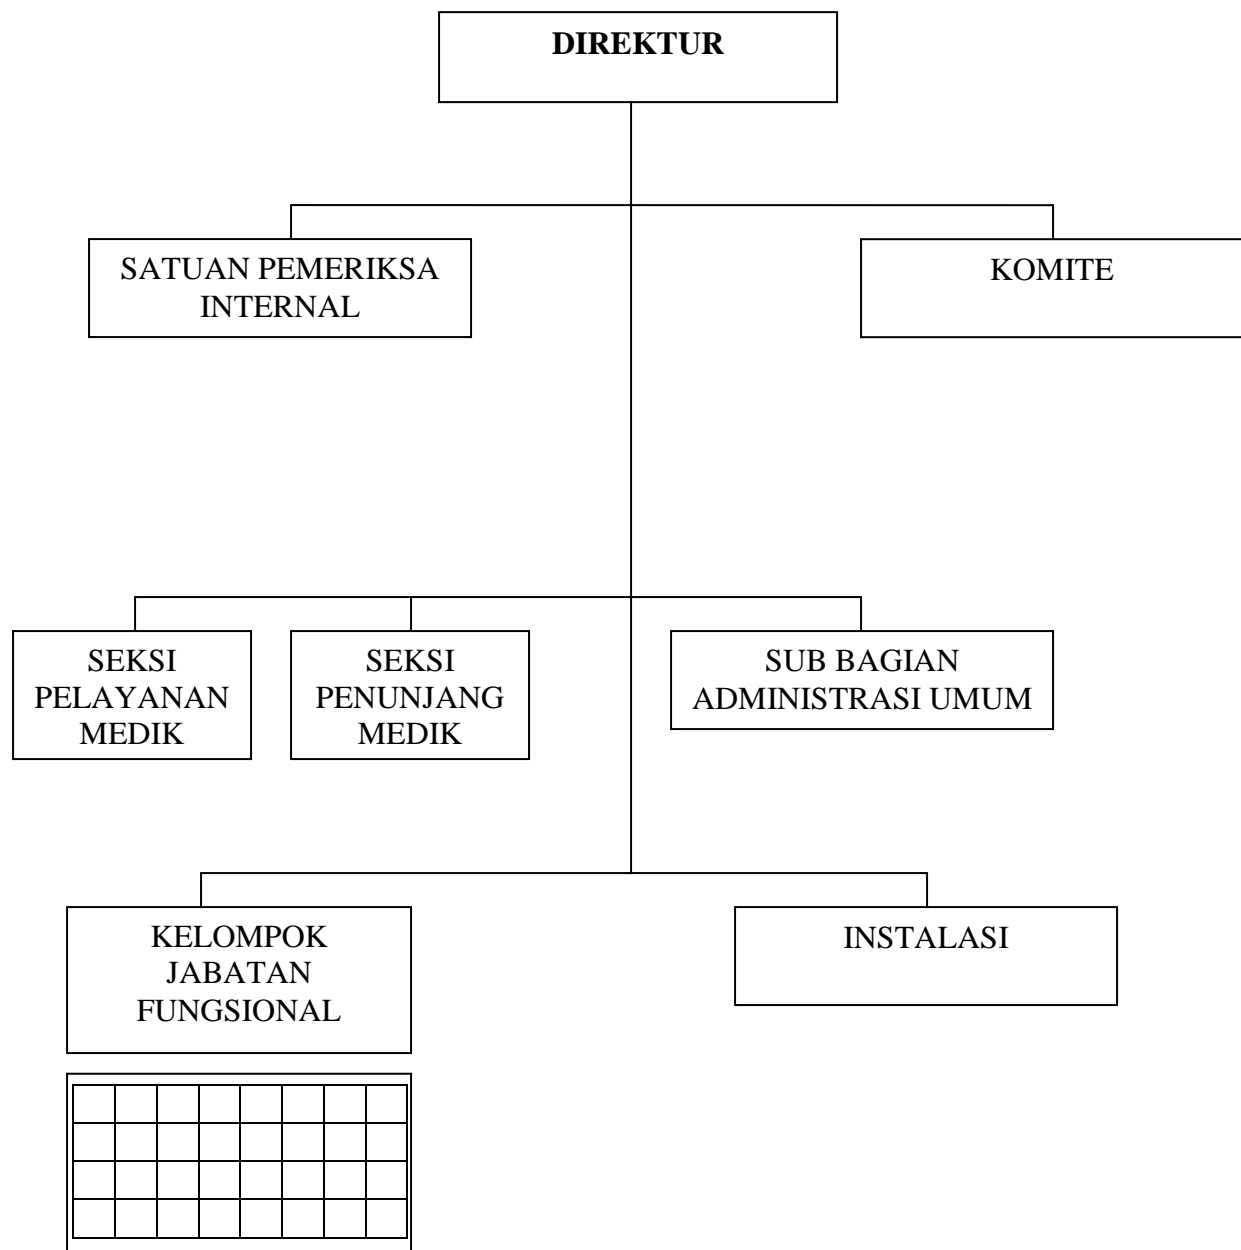 DIREKTUR
SATUAN PEMERIKSA
INTERNAL
KOMITE
SEKSI
PELAYANAN
MEDIK
SEKSI
PENUNJANG
MEDIK
SUB BAGIAN
ADMINISTRASI UMUM
KELOMPOK
JABATAN
FUNGSIONAL
INSTALASI